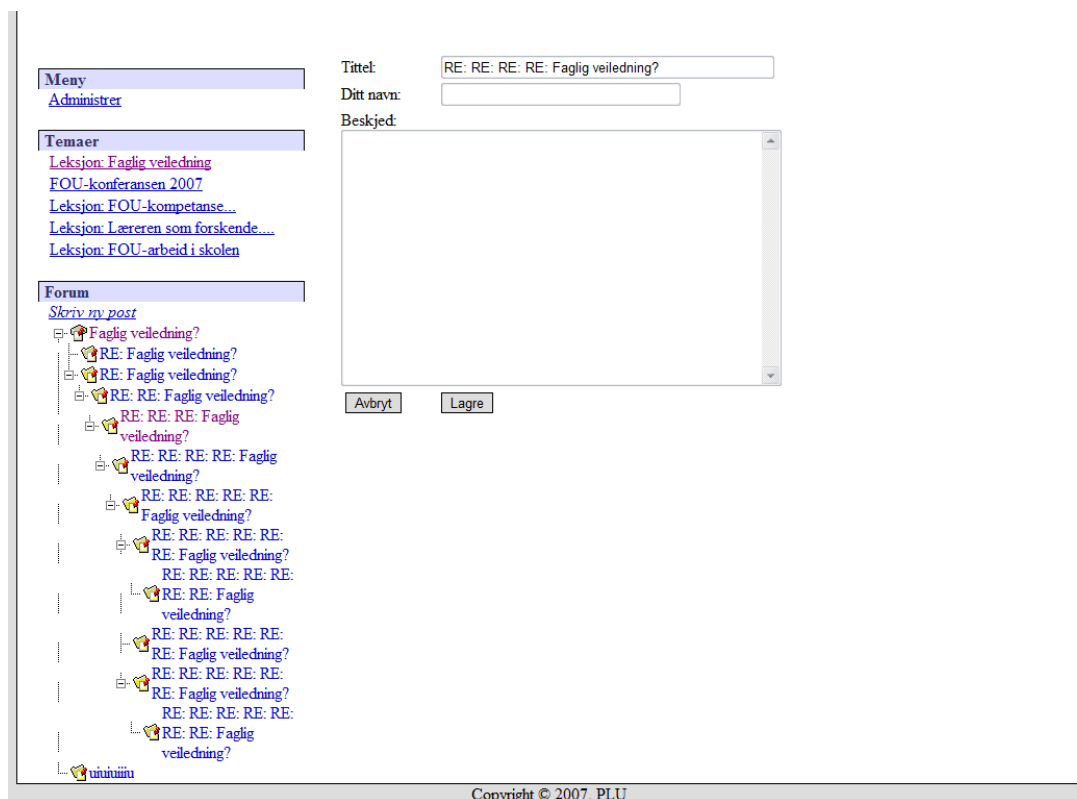 Meny
Administrer
Temaer
Leksjon: Faglig veiledning
FOU-konferansen 2007
Leksjon: FOU-kompetanse...
Leksjon: Læreren som forskende....
Leksjon: FOU-arbeid i skolen
Forum
Skriv ny post
Faglig veiledning?
RE: Faglig veiledning?
RE: Faglig veiledning?
RE: RE: Faglig veiledning?
RE: RE: RE: Faglig
veiledning?
RE: RE: RE: RE: Faglig
veiledning?
RE: RE: RE: RE: RE:
Faglig veiledning?
RE: RE: RE: RE: RE:
RE: Faglig veiledning?
RE: RE: RE: RE: RE:
RE: RE: Faglig
veiledning?
RE: RE: RE: RE: RE:
RE: Faglig veiledning?
RE: RE: RE: RE: RE:
RE: Faglig veiledning?
RE: RE: RE: RE: RE:
RE: RE: Faglig
veiledning?
Tittel: RE: RE: RE: RE: Faglig veiledning?
Ditt navn:
Beskjed:
Avbryt Lagre
Copyright © 2007, PLU